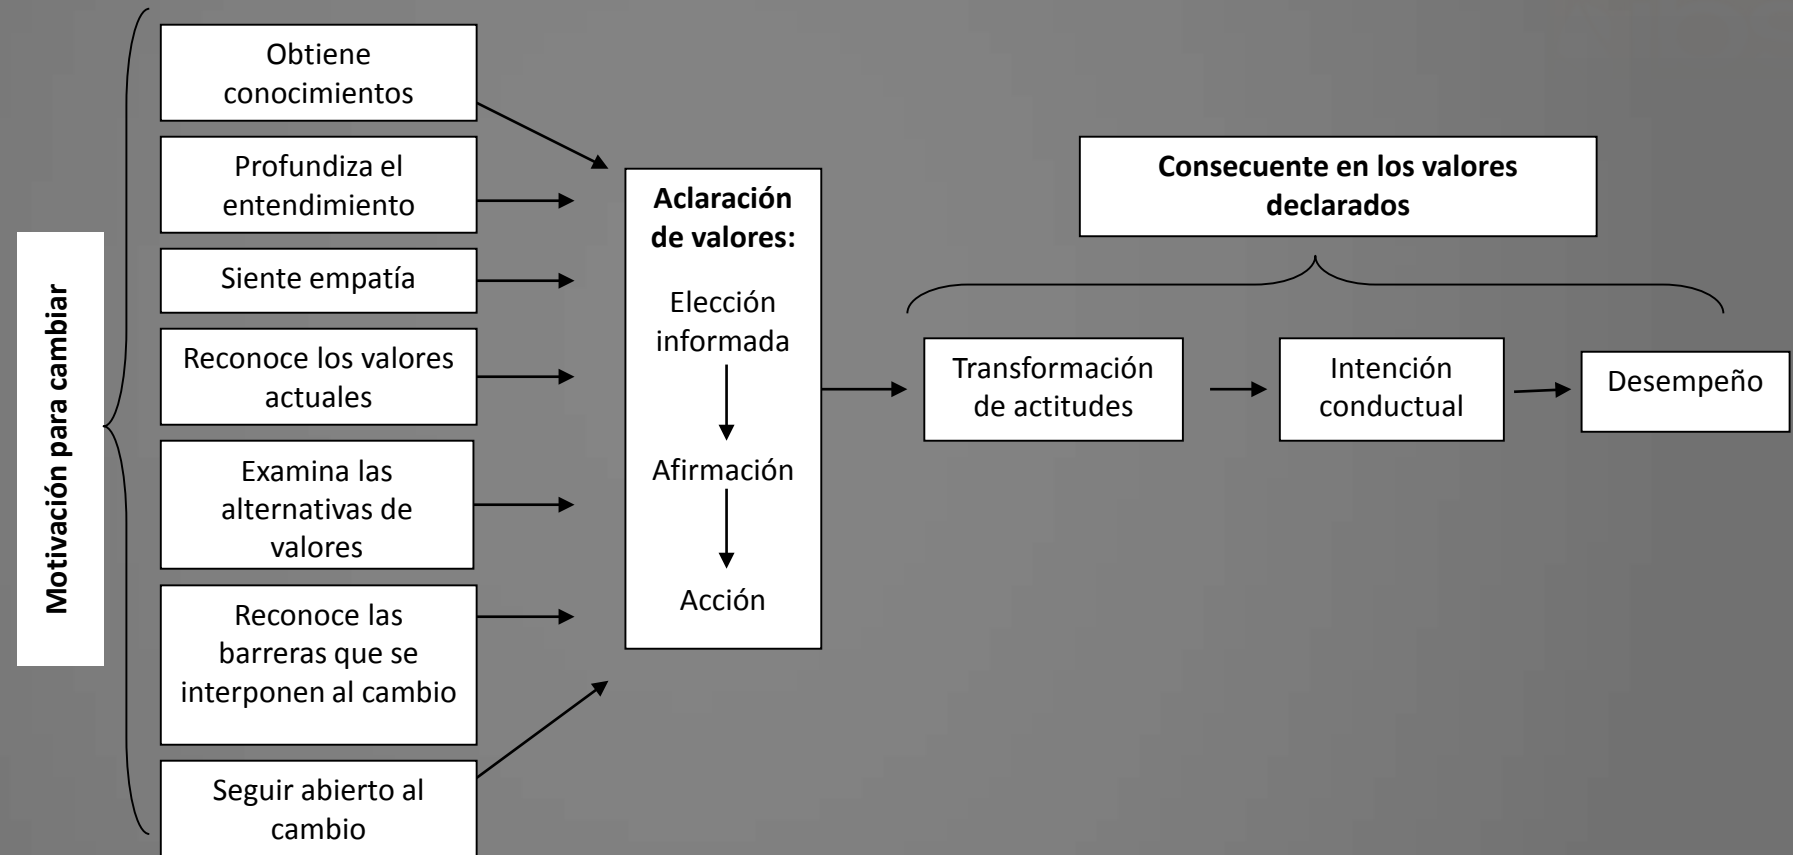 Motivación para cambiar
Obtiene
conocimientos
Profundiza el
entendimiento
Siente empatía
Reconoce los valores
actuales
Examina las
alternativas de
valores
Reconoce las
barreras que se
interponen al cambio
Seguir abierto al
cambio
Aclaración
de valores:
Elección
informada
Afirmación
Acción
Consecuente en los valores
declarados
Transformación
de actitudes
Intención
conductual
Desempeño